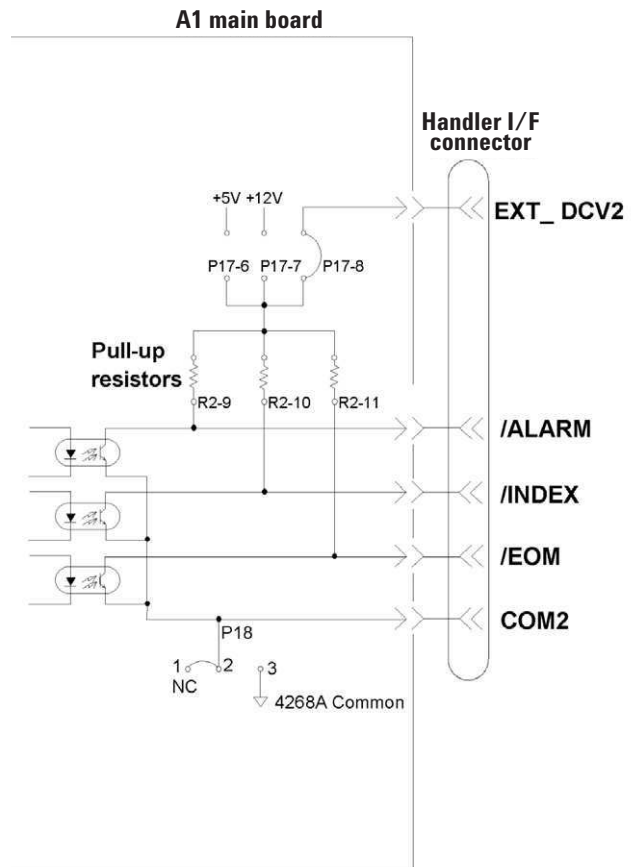 A1 main board
Handler I/F
connector
+5V +12V
EXT_ DCV2
P17-6 P17-7 P17-8
Pull-up
resistors
R2-9 R2-10 R2-11
/ALARM
/INDEX
/EOM
COM2
P18
1 2 3
NC
4268A Common